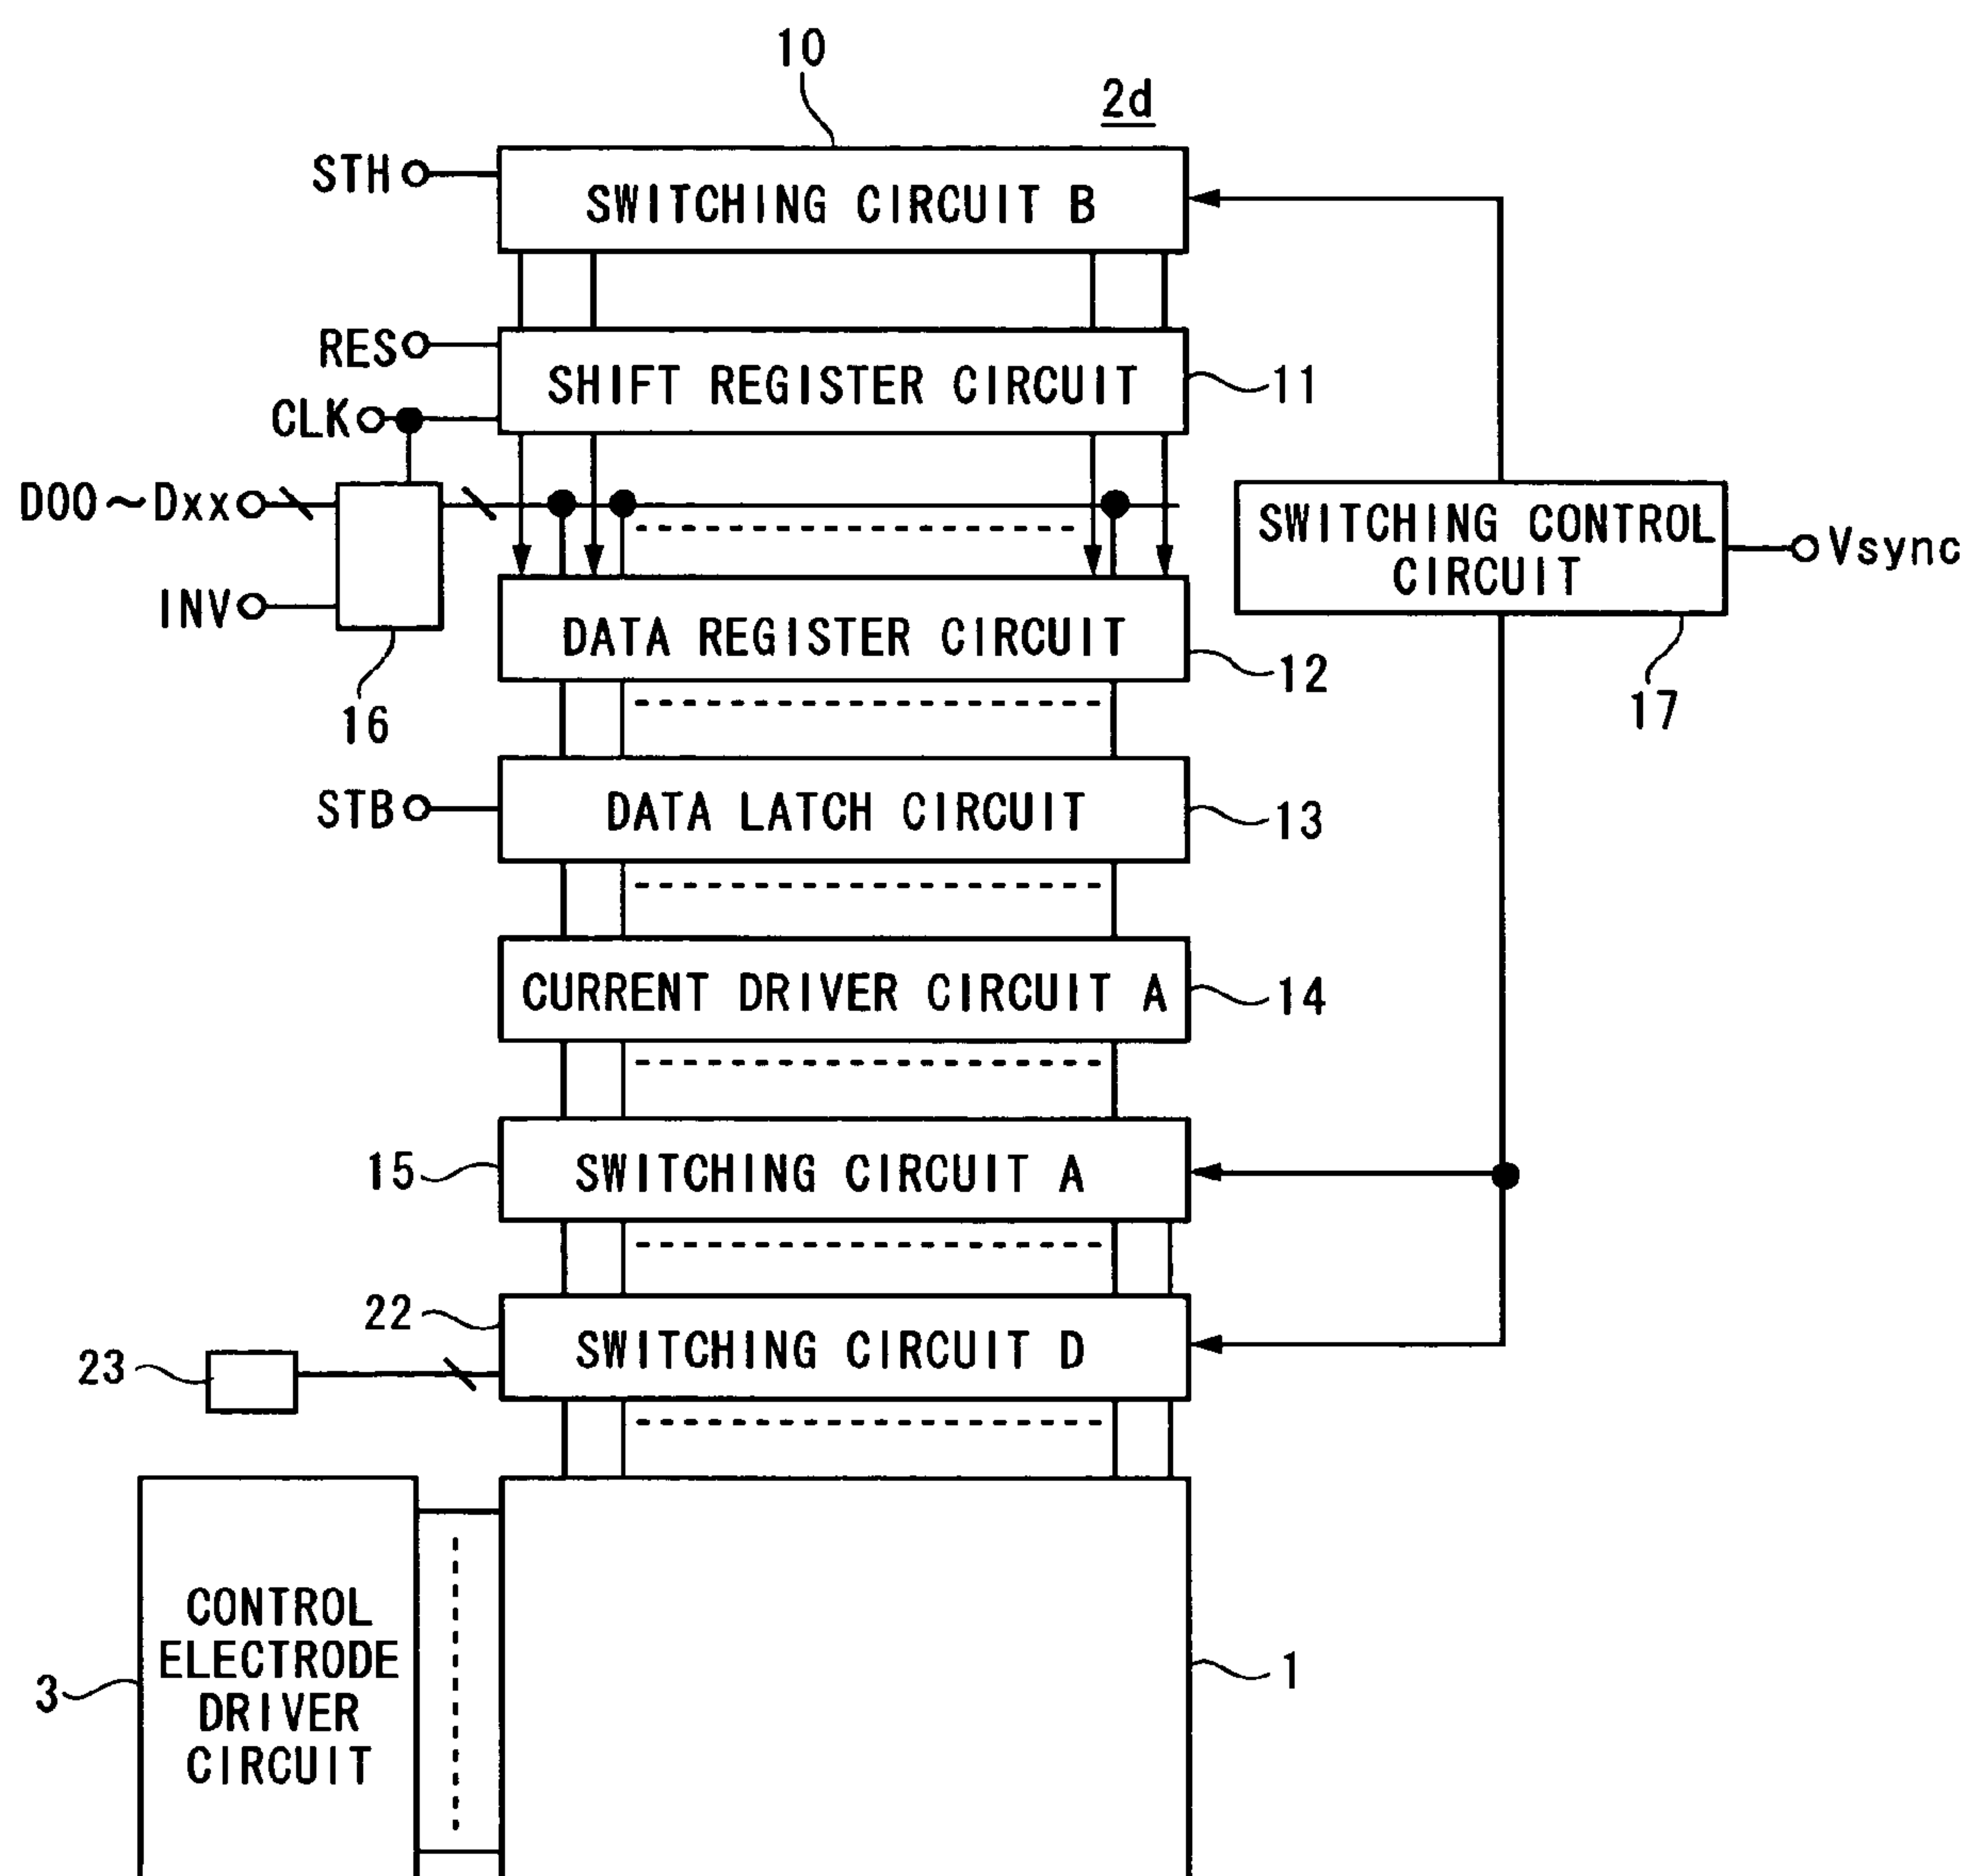 10
2d
STH
SWITCHING CIRCUIT B
RES
SHIFT REGISTER CIRCUIT
11
CLK
D00~Dxx
SWITCHING CONTROL
CIRCUIT
Vsync
INV
DATA REGISTER CIRCUIT
12
16
17
STB
DATA LATCH CIRCUIT
13
CURRENT DRIVER CIRCUIT A
14
15
SWITCHING CIRCUIT A
22
SWITCHING CIRCUIT D
23
CONTROL
ELECTRODE
DRIVER
CIRCUIT
3
1